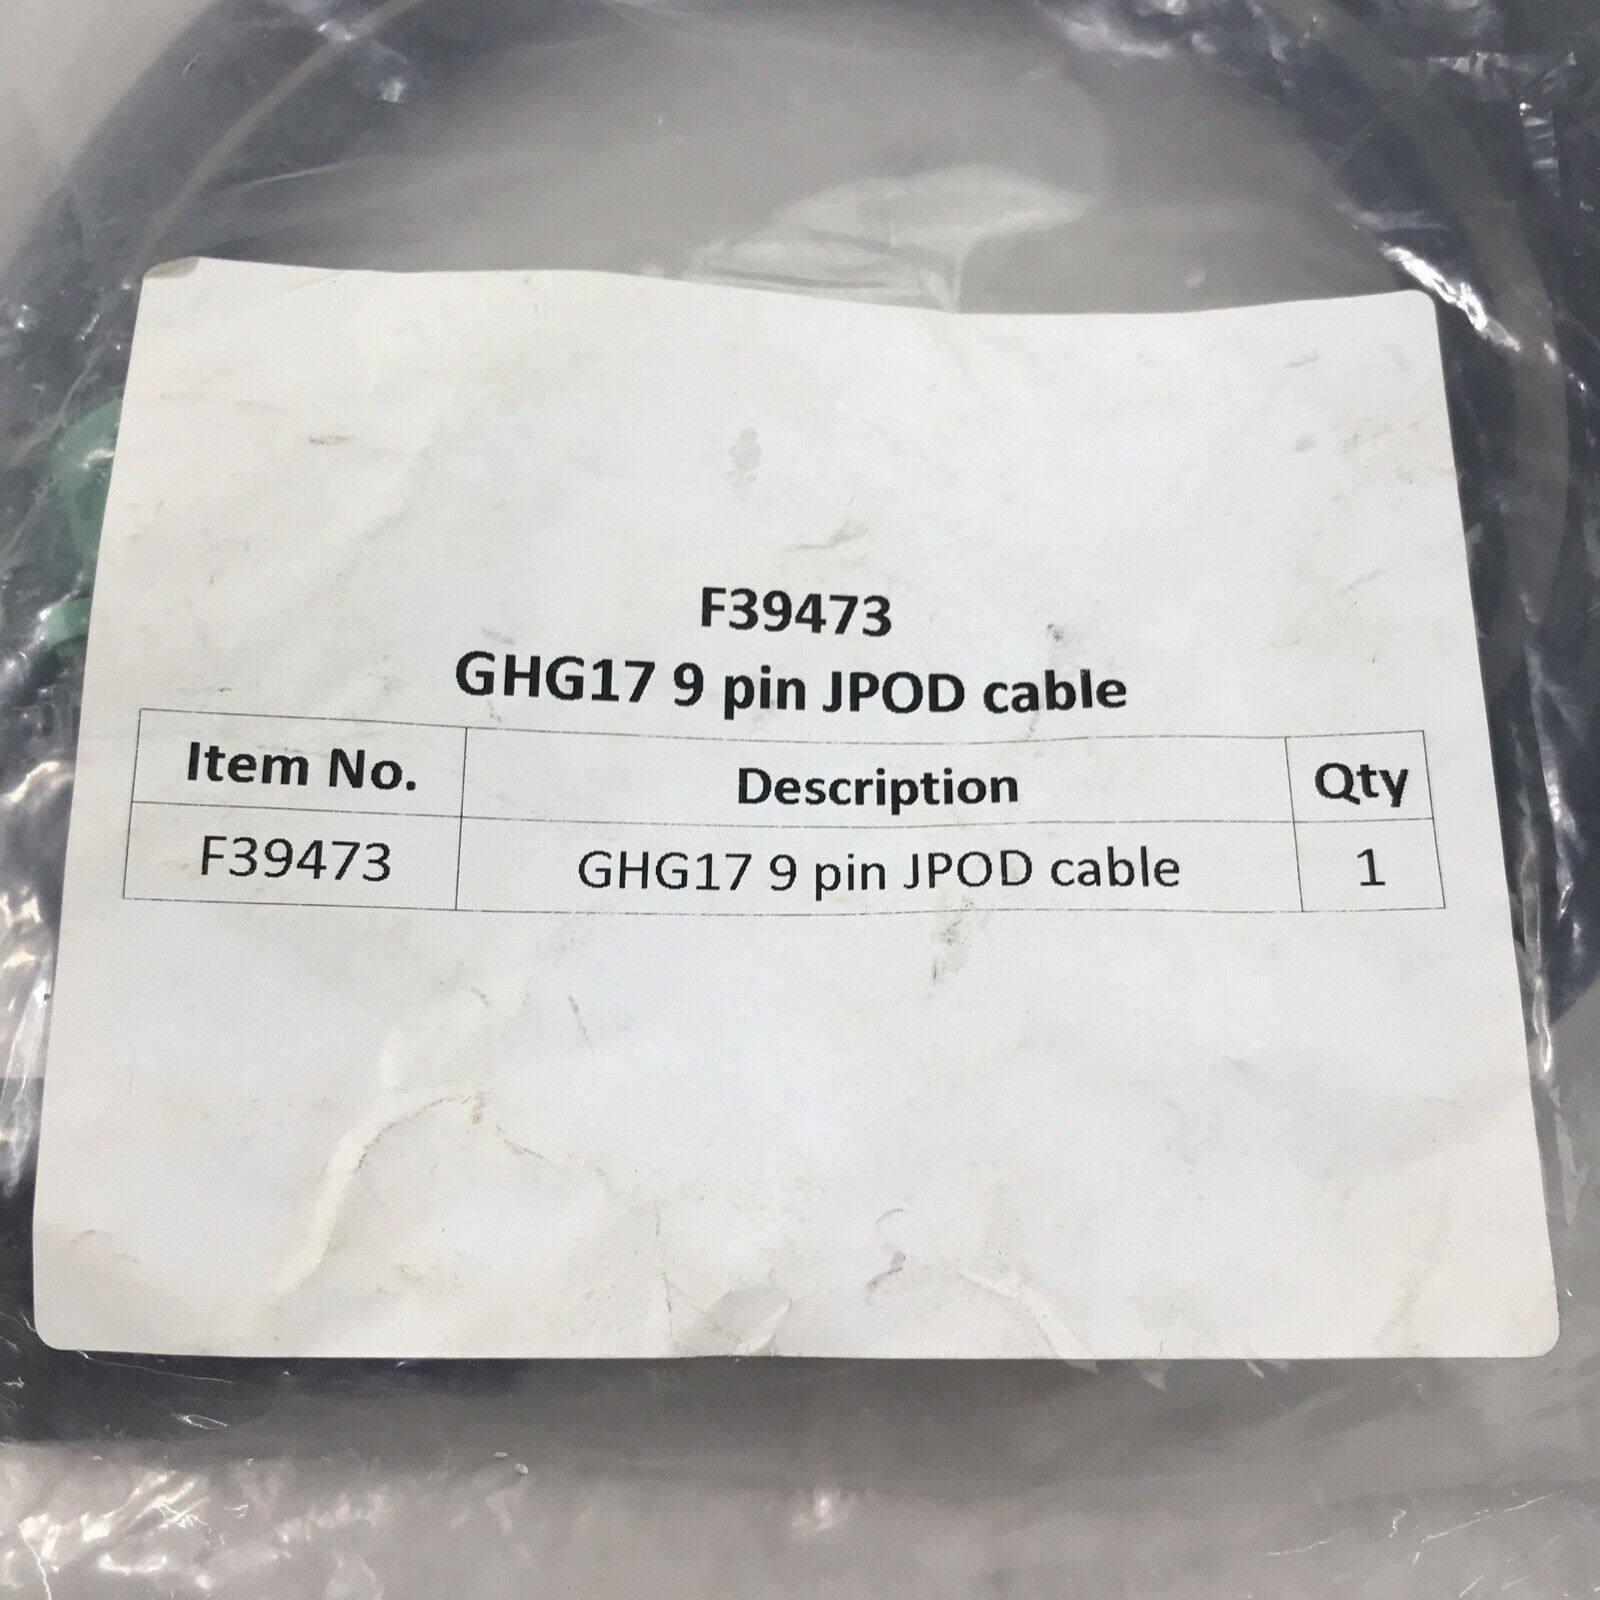 F39473
GHG17 9 pin JPOD cable
Item No. Description Qty
F39473 GHG17 9 pin JPOD cable 1